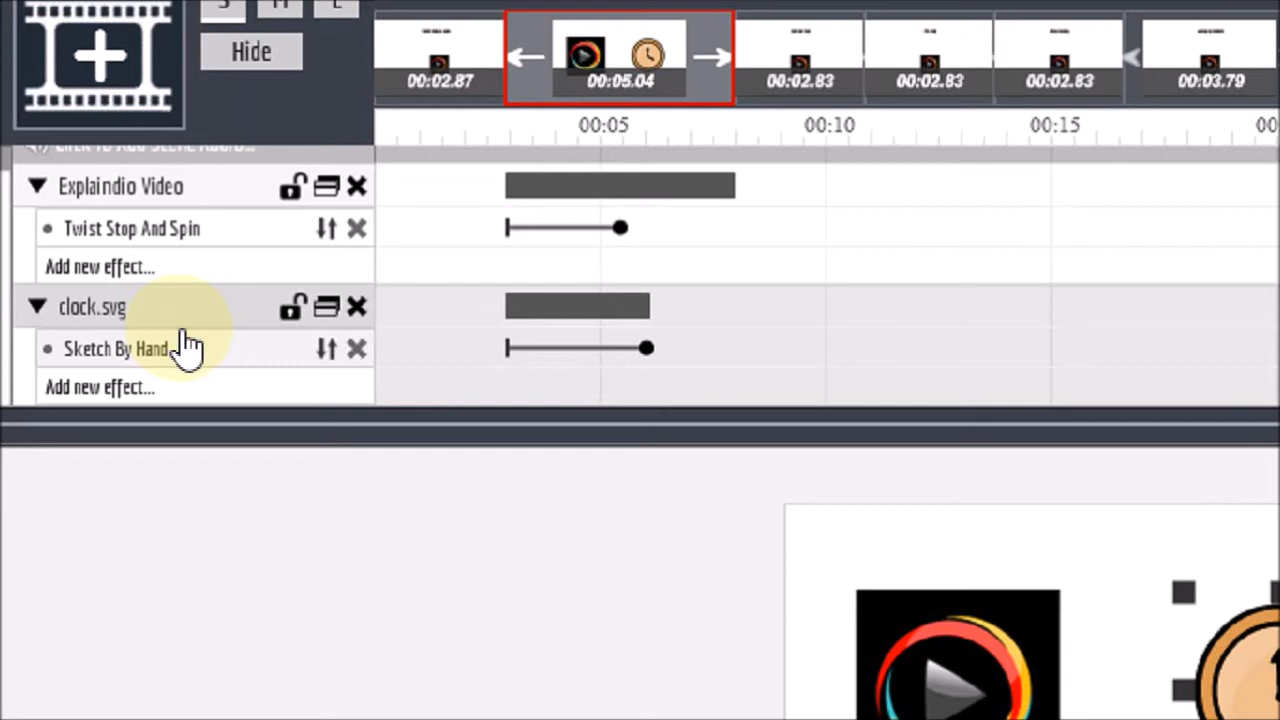 Hide
00:02.87
00:05.04
00:02.83
00:02.83
00:02.83
00:03.79
00:05
00:10
00:15
Explaindio Video
Twist Stop And Spin
Add new effect...
clock.svg
Sketch By Hand
Add new effect...